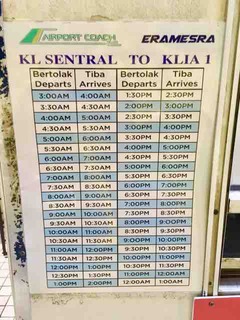 AIRPORT COACH
ERAMESRA
KL SENTRAL TO KLIA 1
Bertolak Tiba Bertolak Tiba
Departs Arrives Departs Arrives
3:00AM 4:00AM 1:30PM 2:30PM
3:30AM 4:30AM 2:00PM 3:00PM
4:00AM 5:00AM 2:30PM 3:30PM
4:30AM 5:30AM 3:00PM 4:00PM
5:00AM 6:00AM 3:30PM 4:30PM
5:30AM 6:30AM 4:00PM 5:00PM
6:00AM 7:00AM 4:30PM 5:30PM
6:30AM 7:30AM 5:30PM 6:30PM
7:00AM 8:00AM 6:00PM 7:00PM
7:30AM 8:30AM 6:30PM 7:30PM
8:00AM 9:00AM 7:00PM 8:00PM
8:30AM 9:30AM 7:30PM 8:30PM
9:00AM 10:00AM 8:00PM 9:00PM
9:30AM 10:30AM 8:30PM 9:30PM
10:00AM 11:00AM 9:00PM 10:00PM
10:30AM 11:30AM 9:30PM 10:30PM
11:00AM 12:00PM 10:00PM 11:00PM
11:30AM 12:30PM 10:30PM 11:30PM
12:00PM 1:00PM 11:00PM 12:00AM
12:30PM 1:30PM 11:30PM 12:30AM
1:00PM 2:00PM 12:00AM 1:00AM